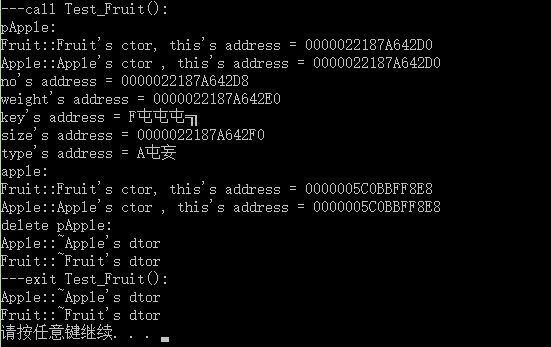 ---call Test_Fruit():
pApple:
Fruit::Fruit's ctor, this's address = 0000022187A642D0
Apple::Apple's ctor , this's address = 0000022187A642D0
no's address = 0000022187A642D8
weight's address = 0000022187A642E0
key's address = F屯屯屯╗
size's address = 0000022187A642F0
type's address = A屯妄
apple:
Fruit::Fruit's ctor, this's address = 0000005C0BBFF8E8
Apple::Apple's ctor , this's address = 0000005C0BBFF8E8
delete pApple:
Apple::~Apple's dtor
Fruit::~Fruit's dtor
---exit Test_Fruit():
Apple::~Apple's dtor
Fruit::~Fruit's dtor
请按任意键继续. . .